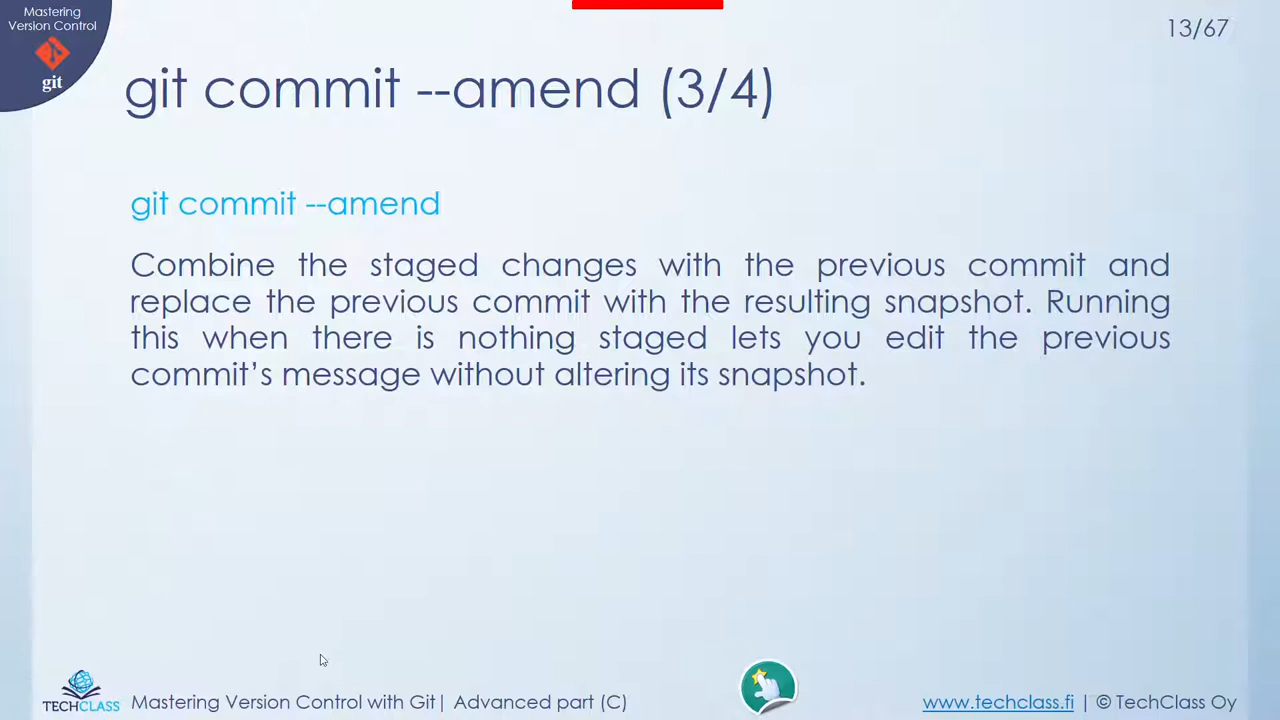 Mastering
Version Control
git
13/67
git commit --amend (3/4)
git commit --amend
Combine the staged changes with the previous commit and
replace the previous commit with the resulting snapshot. Running
this when there is nothing staged lets you edit the previous
commit’s message without altering its snapshot.
TECHCLASS
Mastering Version Control with Git| Advanced part (C)
www.techclass.fi | © TechClass Oy